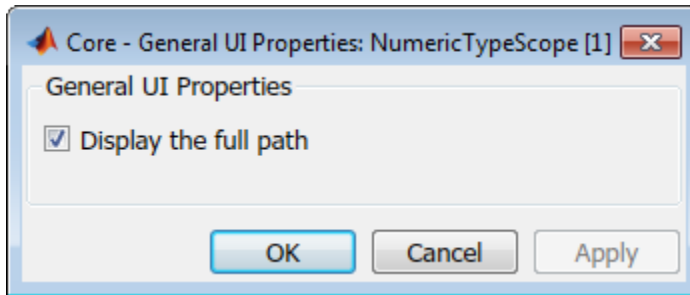 Core - General UI Properties: NumericTypeScope [1]
General UI Properties
Display the full path
OK Cancel Apply